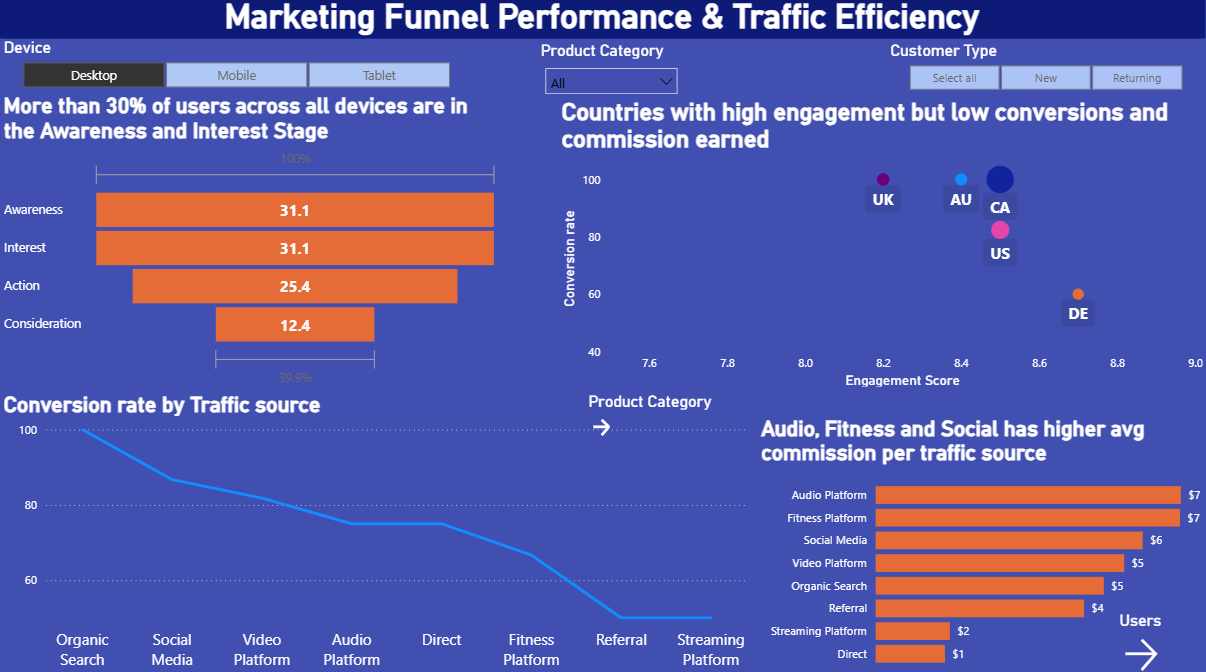 Marketing Funnel Performance & Traffic Efficiency
Device
Desktop
Mobile
Tablet
Product Category
All
Customer Type
Select all
New
Returning
More than 30% of users across all devices are in
the Awareness and Interest Stage
100%
Awareness
31.1
Interest
31.1
Action
25.4
Consideration
12.4
39.9%
Countries with high engagement but low conversions and
commission earned
Conversion rate
100
80
60
40
UK
AU
CA
US
DE
7.6
7.8
8.0
8.2
8.4
8.6
8.8
9.0
Engagement Score
Conversion rate by Traffic source
Product Category
100
80
60
Organic
Search
Social
Media
Video
Platform
Audio
Platform
Direct
Fitness
Platform
Referral
Streaming
Platform
Audio, Fitness and Social has higher avg
commission per traffic source
Audio Platform
$7
Fitness Platform
$7
Social Media
$6
Video Platform
$5
Organic Search
$5
Referral
$4
Streaming Platform
$2
Direct
$1
Users